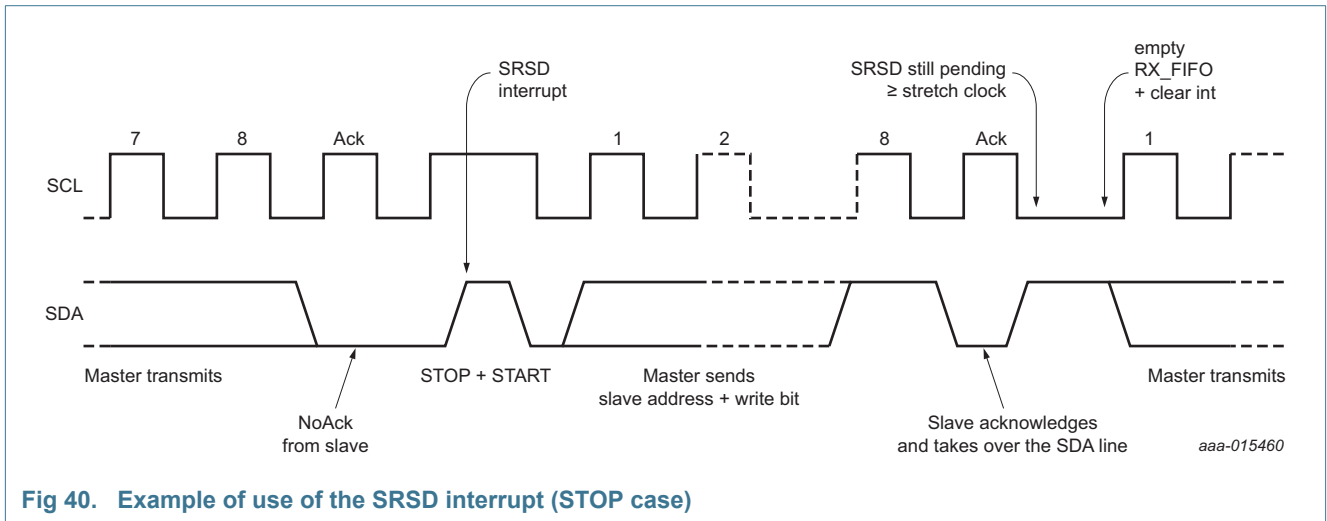 SRSD
interrupt
SRSD still pending
≥ stretch clock
empty
RX_FIFO
+ clear int
7 8 Ack 1 2 8 Ack 1
SCL
SDA
Master transmits STOP + START Master sends Master transmits
slave address + write bit
NoAck
from slave
Slave acknowledges
and takes over the SDA line
aaa-015460
Fig 40. Example of use of the SRSD interrupt (STOP case)